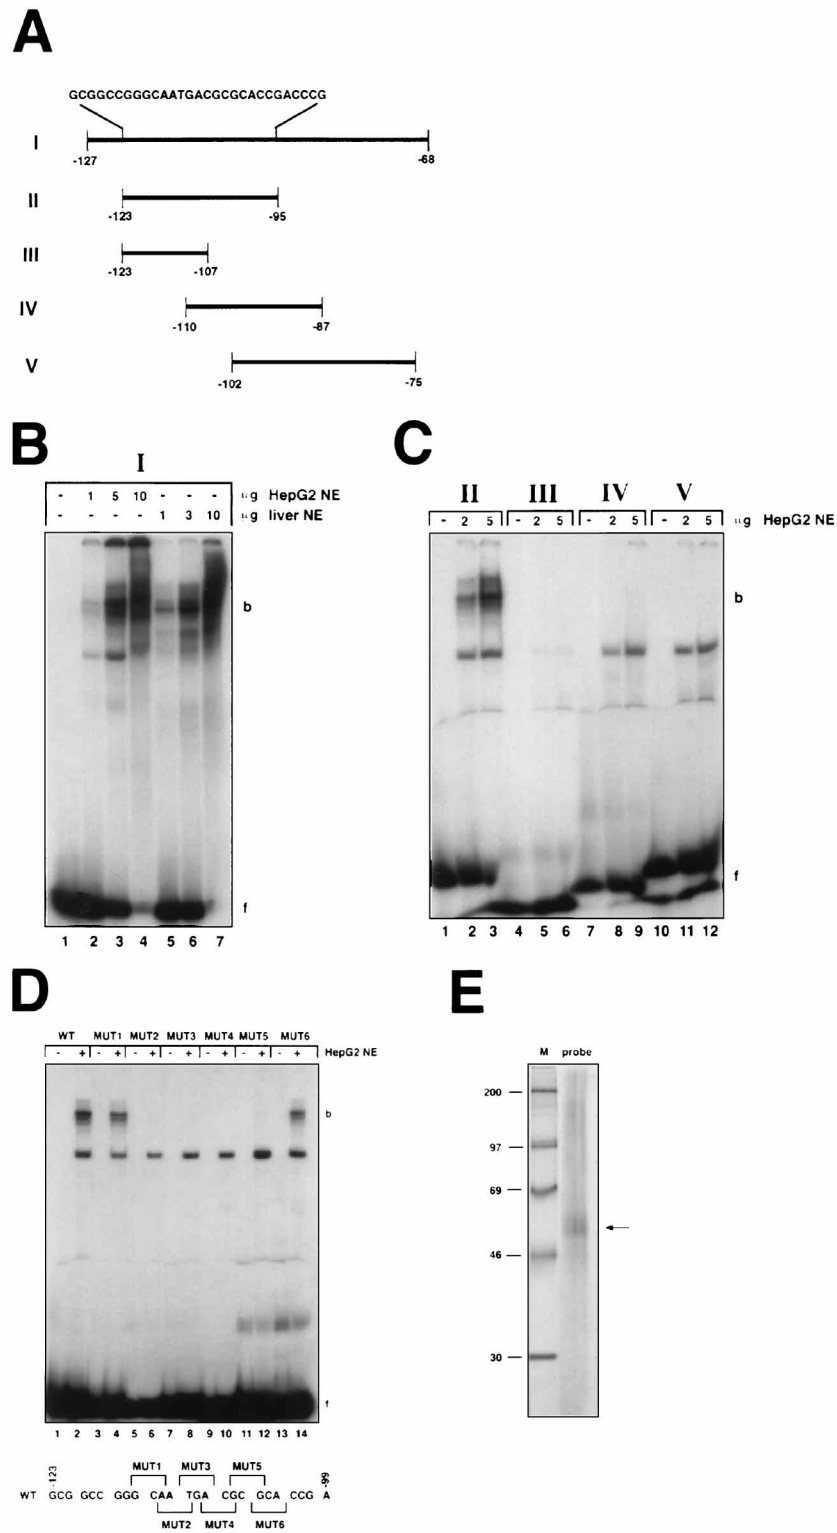 A
GCGGCCGGGCAATGACGCGCACCGACCCG
I
-127 -68
II
-123 -95
III
-123 -107
IV
-110 -87
V
-102 -75
B
I
- 1 5 10 - - - µg HepG2 NE
- - - - 1 3 10 µg liver NE
b
f
1 2 3 4 5 6 7
C
II III IV V
- 2 5 - 2 5 - 2 5 - 2 5 µg HepG2 NE
b
f
1 2 3 4 5 6 7 8 9 10 11 12
D
WT MUT1 MUT2 MUT3 MUT4 MUT5 MUT6
- + - + - + - + - + - + - + HepG2 NE
b
f
1 2 3 4 5 6 7 8 9 10 11 12 13 14
MUT1 MUT3 MUT5
-123 -99
WT GCG GCC GGG CAA TGA CGC GCA CCG A
MUT2 MUT4 MUT6
E
M probe
200
97
69
46
30